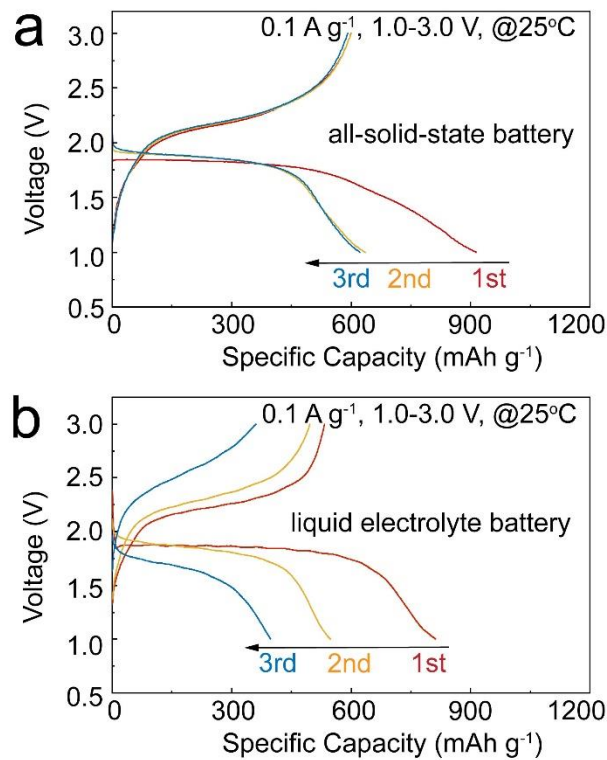 a
0.1 A g⁻¹, 1.0-3.0 V, @25°C
3.0
2.5
2.0
1.5
1.0
0.5
Voltage (V)
all-solid-state battery
3rd 2nd 1st
0 300 600 900 1200
Specific Capacity (mAh g⁻¹)
b
0.1 A g⁻¹, 1.0-3.0 V, @25°C
3.0
2.5
2.0
1.5
1.0
0.5
Voltage (V)
liquid electrolyte battery
3rd 2nd 1st
0 300 600 900 1200
Specific Capacity (mAh g⁻¹)